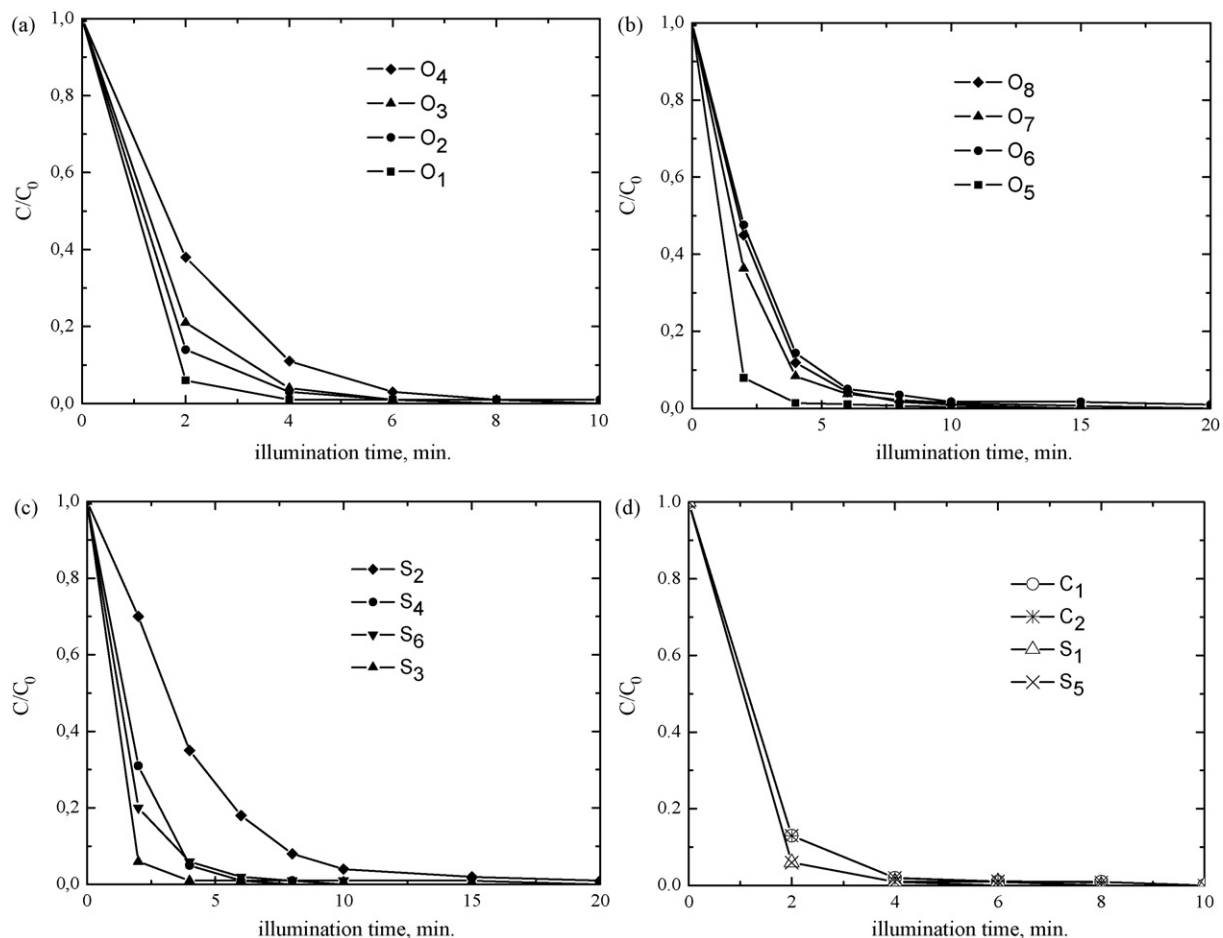 (a)
1,0
0,8
0,6
0,4
0,2
0,0
C/C0
0
2
4
6
8
10
illumination time, min.
O4
O3
O2
O1
(b)
1,0
0,8
0,6
0,4
0,2
0,0
C/C0
0
5
10
15
20
illumination time, min.
O8
O7
O6
O5
(c)
1,0
0,8
0,6
0,4
0,2
0,0
C/C0
0
5
10
15
20
illumination time, min.
S2
S4
S6
S3
(d)
1.0
0.8
0.6
0.4
0.2
0.0
C/C0
0
2
4
6
8
10
illumination time, min.
C1
C2
S1
S5